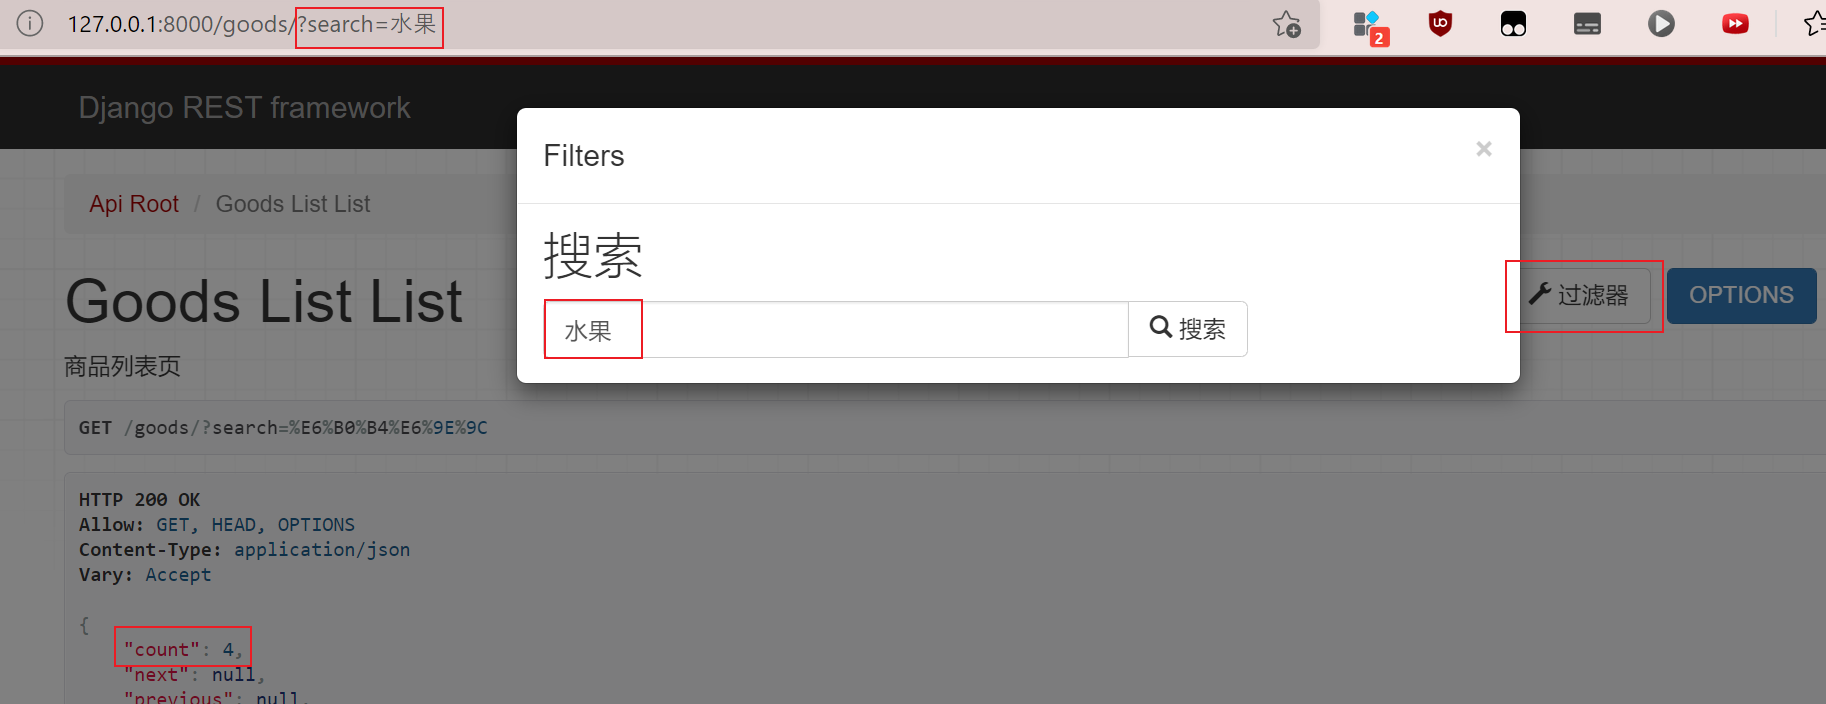 127.0.0.1:8000/goods/?search=水果
2
Django REST framework
Filters
×
Api Root / Goods List List
搜索
Goods List List
过滤器
OPTIONS
水果
搜索
商品列表页
GET /goods/?search=%E6%B0%B4%E6%9E%9C
HTTP 200 OK
Allow: GET, HEAD, OPTIONS
Content-Type: application/json
Vary: Accept
{
"count": 4,
"next": null,
"previous": null,